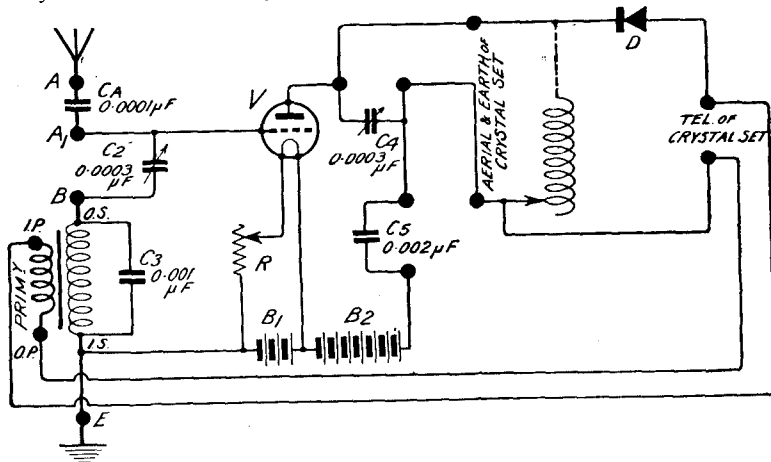 A
CA
0.0001µF
A1
C2
0.0003
µF
B
O.S.
I.P.
PRIMY
O.P.
C3
0.001
µF
I.S.
E
V
R
B1
B2
C4
0.0003
µF
C5
0.002µF
AERIAL & EARTH OF
CRYSTAL SET
D
TEL. OF
CRYSTAL SET